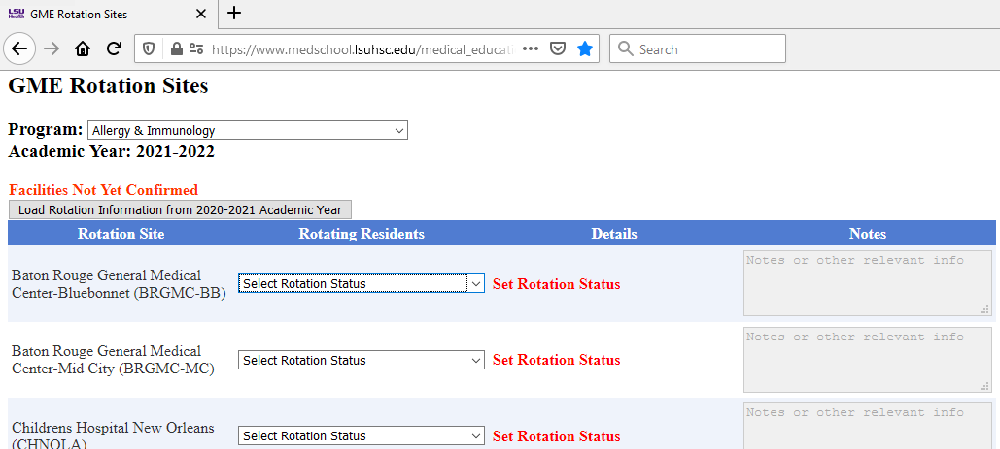 LSU Health GME Rotation Sites
https://www.medschool.lsuhsc.edu/medical_educati
Search
GME Rotation Sites
Program: Allergy & Immunology
Academic Year: 2021-2022
Facilities Not Yet Confirmed
Load Rotation Information from 2020-2021 Academic Year
Rotation Site Rotating Residents Details Notes
Baton Rouge General Medical
Center-Bluebonnet (BRGMC-BB)
Select Rotation Status
Set Rotation Status
Notes or other relevant info
Baton Rouge General Medical
Center-Mid City (BRGMC-MC)
Select Rotation Status
Set Rotation Status
Notes or other relevant info
Childrens Hospital New Orleans
(CHNOLA)
Select Rotation Status
Set Rotation Status
Notes or other relevant info